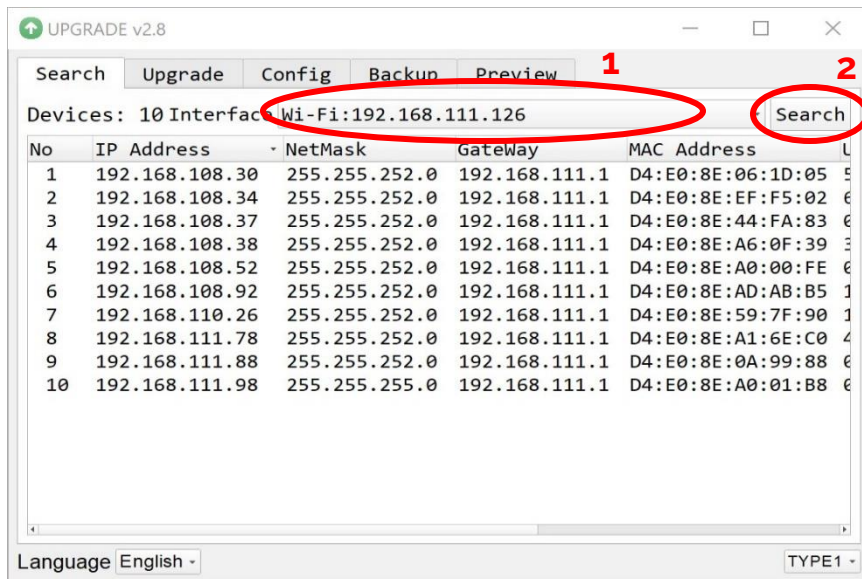 UPGRADE v2.8
Search Upgrade Config Backup Preview 1 2
Devices: 10 Interface Wi-Fi:192.168.111.126 Search
No IP Address NetMask GateWay MAC Address
1 192.168.108.30 255.255.252.0 192.168.111.1 D4:E0:8E:06:1D:05
2 192.168.108.34 255.255.252.0 192.168.111.1 D4:E0:8E:EF:F5:02
3 192.168.108.37 255.255.252.0 192.168.111.1 D4:E0:8E:44:FA:83
4 192.168.108.38 255.255.252.0 192.168.111.1 D4:E0:8E:A6:0F:39
5 192.168.108.52 255.255.252.0 192.168.111.1 D4:E0:8E:A0:00:FE
6 192.168.108.92 255.255.252.0 192.168.111.1 D4:E0:8E:AD:AB:B5
7 192.168.110.26 255.255.252.0 192.168.111.1 D4:E0:8E:59:7F:90
8 192.168.111.78 255.255.252.0 192.168.111.1 D4:E0:8E:A1:6E:C0
9 192.168.111.88 255.255.252.0 192.168.111.1 D4:E0:8E:0A:99:88
10 192.168.111.98 255.255.255.0 192.168.111.1 D4:E0:8E:A0:01:B8
Language English TYPE1